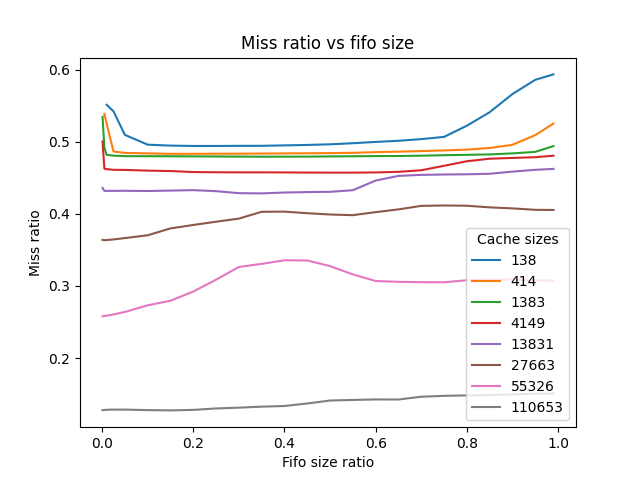 Miss ratio vs fifo size
Miss ratio
0.6
0.5
0.4
0.3
0.2
Cache sizes
138
414
1383
4149
13831
27663
55326
110653
0.0 0.2 0.4 0.6 0.8 1.0
Fifo size ratio